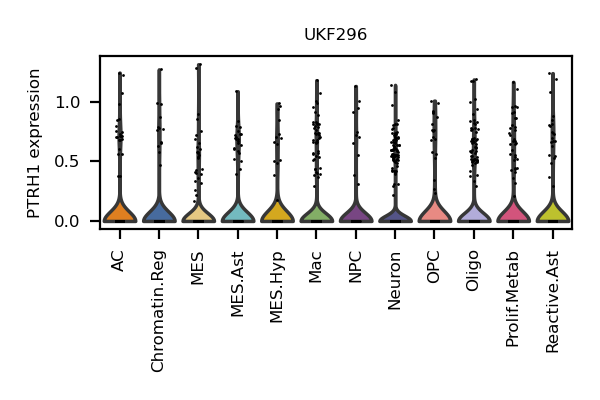 UKF296
PTRH1 expression
1.0
0.5
0.0
AC
Chromatin.Reg
MES
MES.Ast
MES.Hyp
Mac
NPC
Neuron
OPC
Oligo
Prolif.Metab
Reactive.Ast